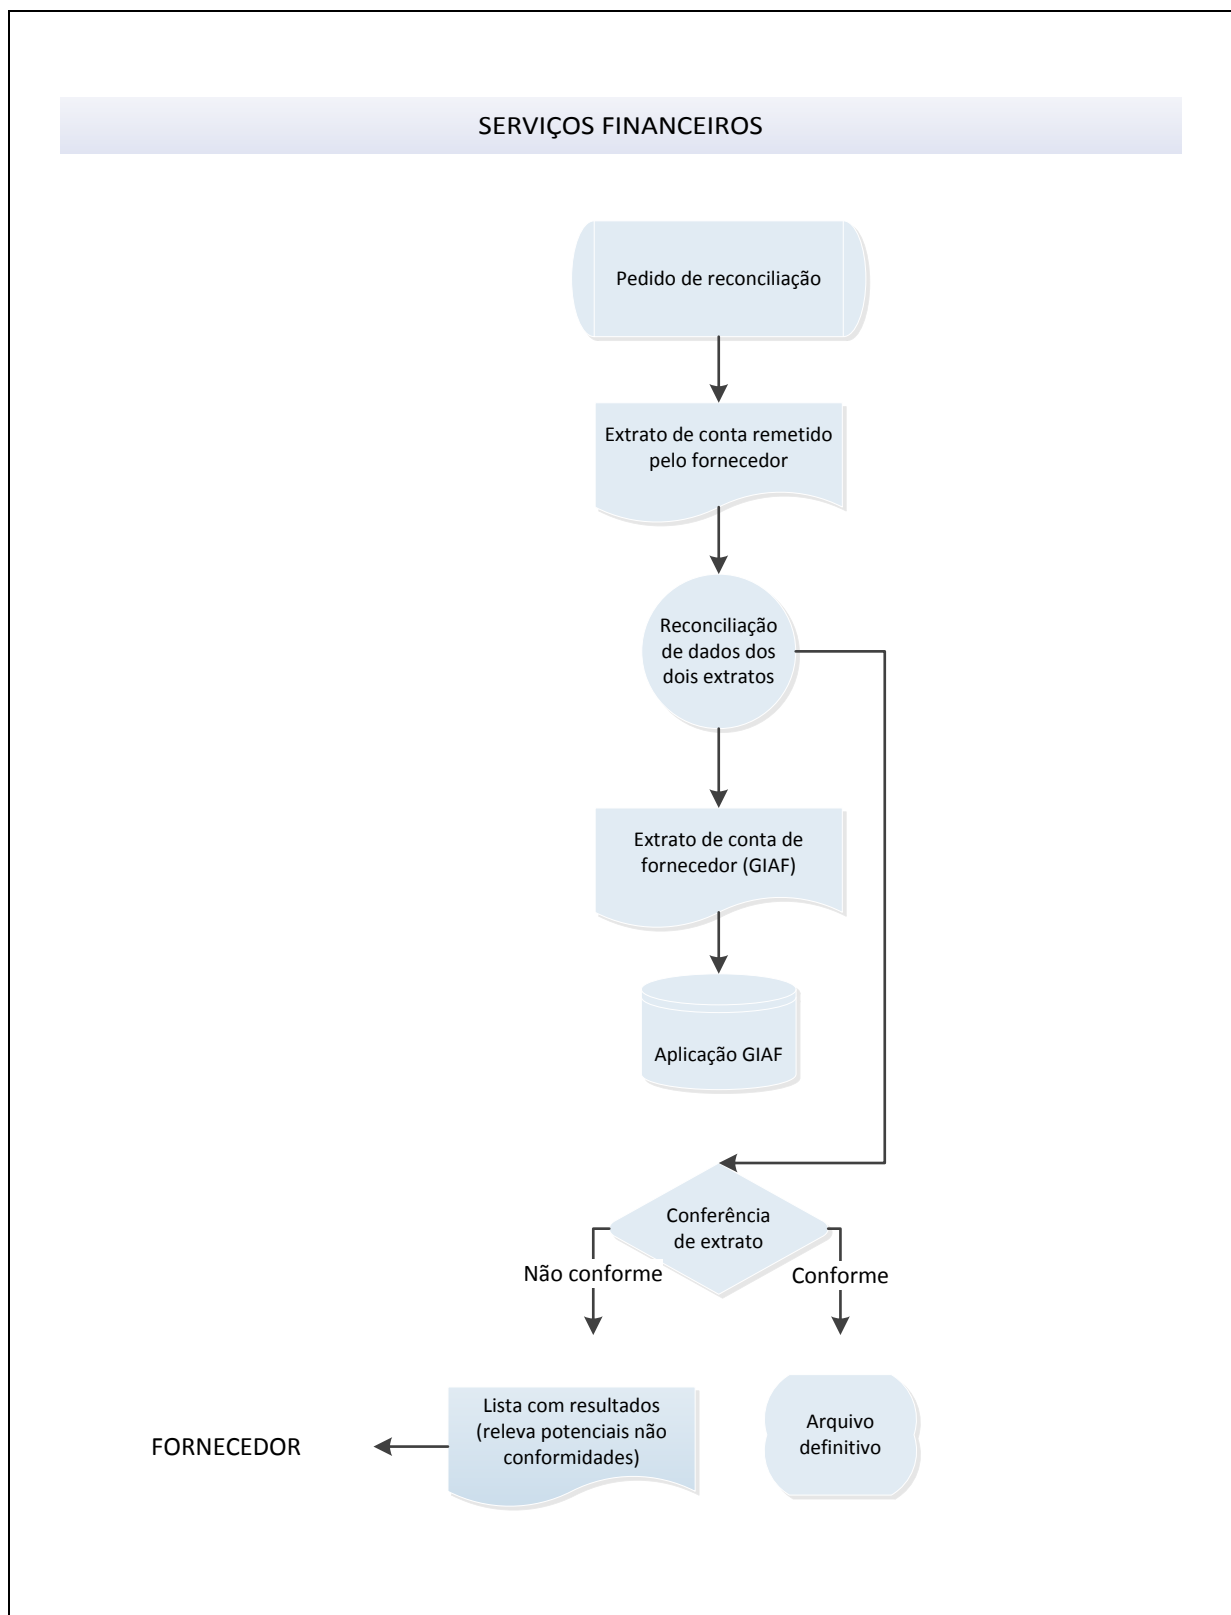 SERVIÇOS FINANCEIROS
Pedido de reconciliação
Extrato de conta remetido
pelo fornecedor
Reconciliação
de dados dos
dois extratos
Extrato de conta de
fornecedor (GIAF)
Aplicação GIAF
Conferência
de extrato
Não conforme
Conforme
Lista com resultados
(releva potenciais não
conformidades)
Arquivo
definitivo
FORNECEDOR